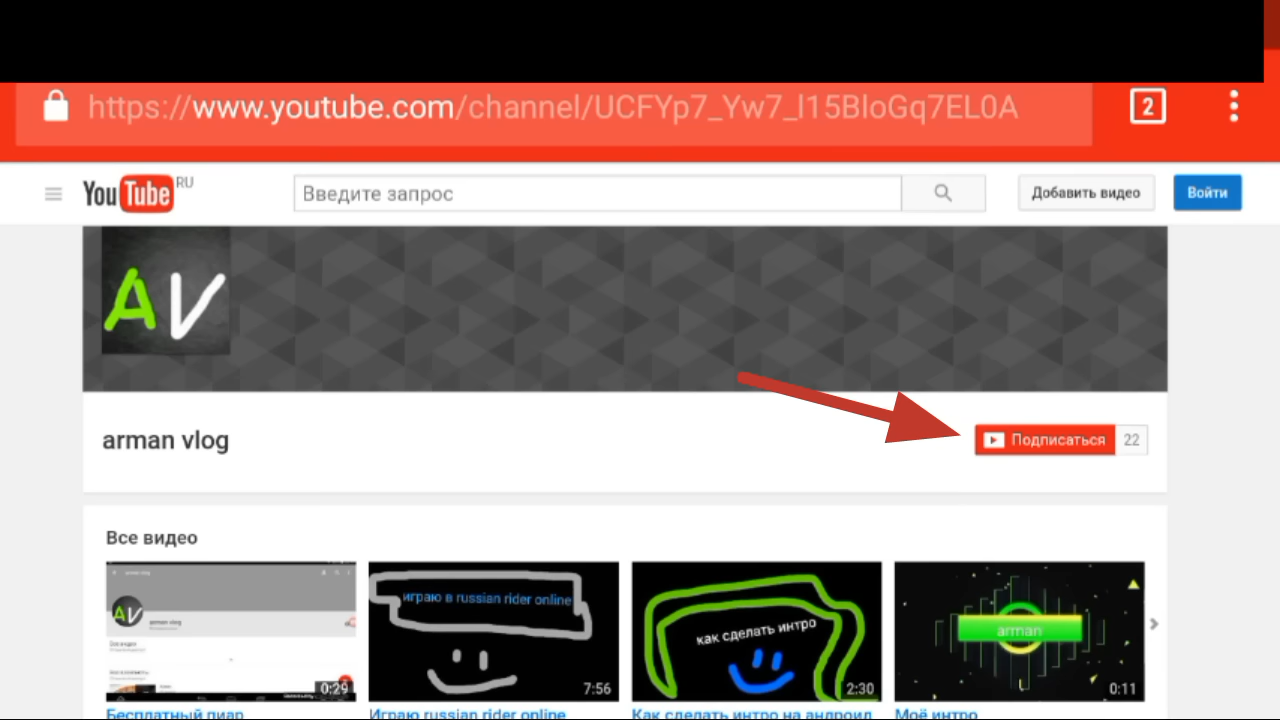 https://www.youtube.com/channel/UCFYp7_Yw7_l15BloGq7EL0A
2
YouTube RU
Введите запрос
Добавить видео
Войти
AV
arman vlog
Подписаться 22
Все видео
AV
0:29
играю в russian rider online
7:56
как сделать интро
2:30
arman
0:11
Бесплатный пиар
Играю russian rider online
Как сделать интро на андроид
Моё интро